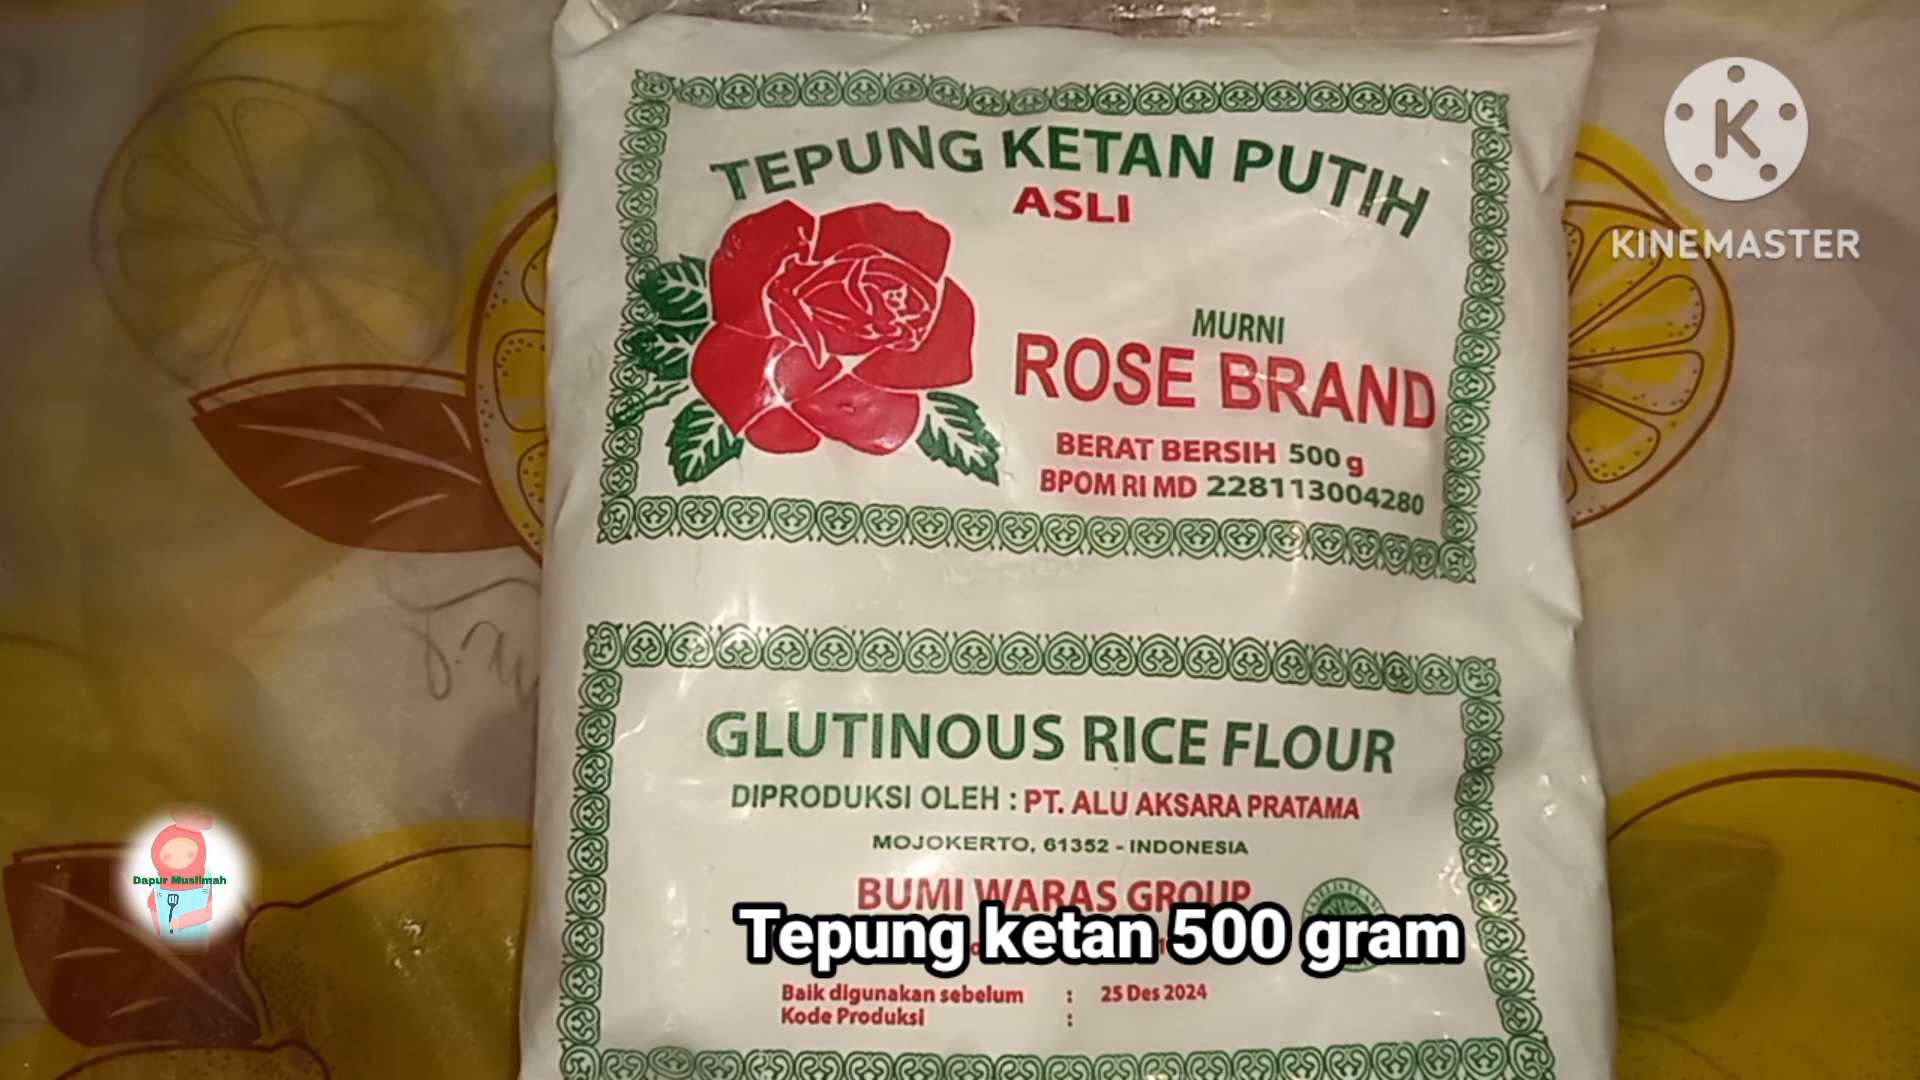 TEPUNG KETAN PUTIH
ASLI
KINEMASTER
MURNI
ROSE BRAND
BERAT BERSIH 500 g
BPOM RI MD 228113004280
GLUTINOUS RICE FLOUR
DIPRODUKSI OLEH : PT. ALU AKSARA PRATAMA
MOJOKERTO, 61352 - INDONESIA
BUMI WARAS GROUP
Dapur Muslimah
Tepung ketan 500 gram
Baik digunakan sebelum : 25 Des 2024
Kode Produksi :